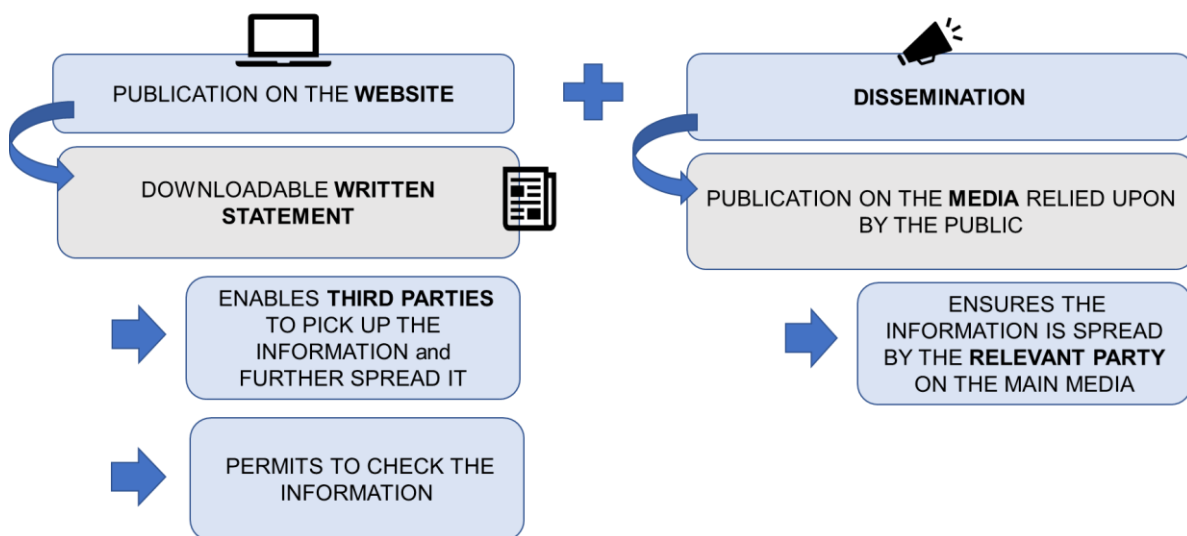 PUBLICATION ON THE WEBSITE
DOWNLOADABLE WRITTEN
STATEMENT
ENABLES THIRD PARTIES
TO PICK UP THE
INFORMATION and
FURTHER SPREAD IT
PERMITS TO CHECK THE
INFORMATION
DISSEMINATION
PUBLICATION ON THE MEDIA RELIED UPON
BY THE PUBLIC
ENSURES THE
INFORMATION IS SPREAD
BY THE RELEVANT PARTY
ON THE MAIN MEDIA